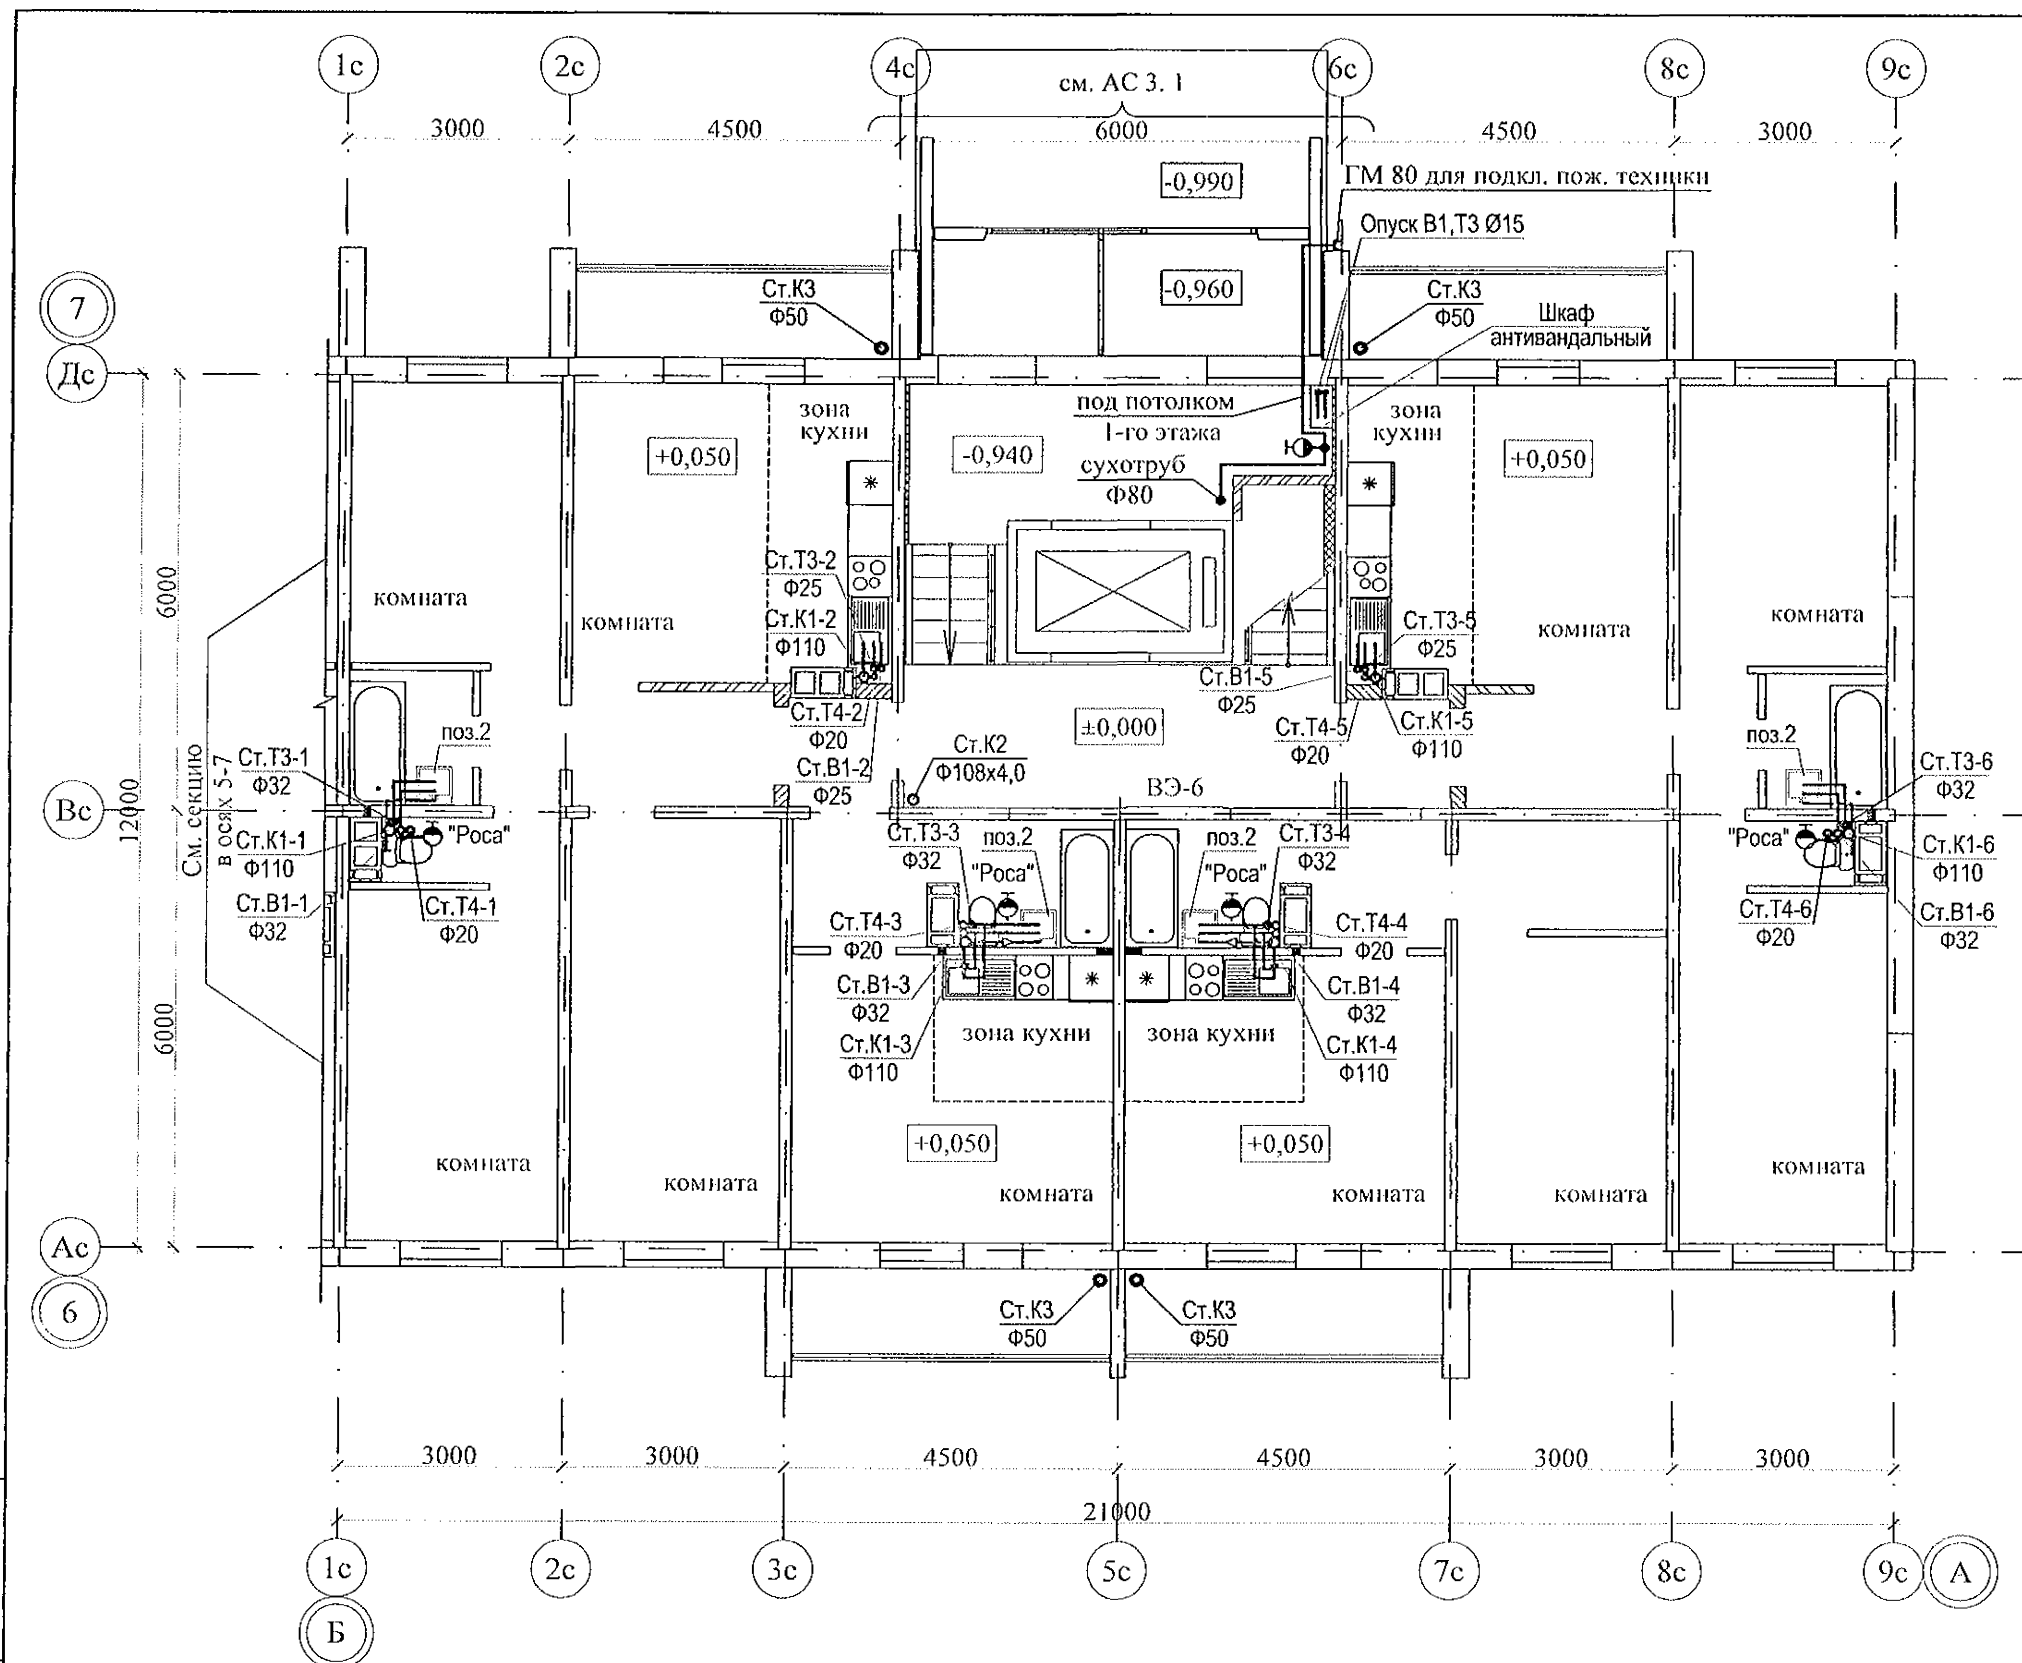 1с 2с 4с 6с 8с 9с
см. АС 3. 1
3000 4500 6000 4500 3000
-0,990
ГМ 80 для подкл. пож. техники
Опуск В1,Т3 Ø15
7
-0,960
Ст.К3
Ф50
Ст.К3
Ф50
Шкаф
антивандальный
Дс
зона
кухни
под потолком
1-го этажа
зона
кухни
+0,050
-0,940
+0,050
сухотруб
Ф80
Ст.Т3-2
Ф25
6000
комната
комната
Ст.К1-2
Ф110
Ст.Т3-5
Ф25
комната
комната
Ст.В1-5
Ф25
Ст.Т4-2
Ф20
±0,000
Ст.Т4-5
Ф20
Ст.К1-5
Ф110
поз.2
поз.2
Ст.Т3-1
Ф32
Ст.В1-2
Ф25
Ст.К2
Ф108х4,0
ВЭ-6
Ст.Т3-6
Ф32
См. секцию
в осях 5-7
12000
Вс
Ст.К1-1
Ф110
"Роса"
Ст.Т3-3
Ф32
поз.2
"Роса"
поз.2
"Роса"
Ст.Т3-4
Ф32
"Роса"
Ст.К1-6
Ф110
Ст.В1-1
Ф32
Ст.Т4-1
Ф20
Ст.Т4-3
Ф20
Ст.Т4-4
Ф20
Ст.Т4-6
Ф20
Ст.В1-6
Ф32
Ст.В1-3
Ф32
Ст.В1-4
Ф32
6000
Ст.К1-3
Ф110
зона кухни
зона кухни
Ст.К1-4
Ф110
+0,050
+0,050
комната
комната
комната
комната
комната
комната
Ас
6
Ст.К3
Ф50
Ст.К3
Ф50
3000 3000 4500 4500 3000 3000
21000
1с 2с 3с 5с 7с 8с 9с А
Б